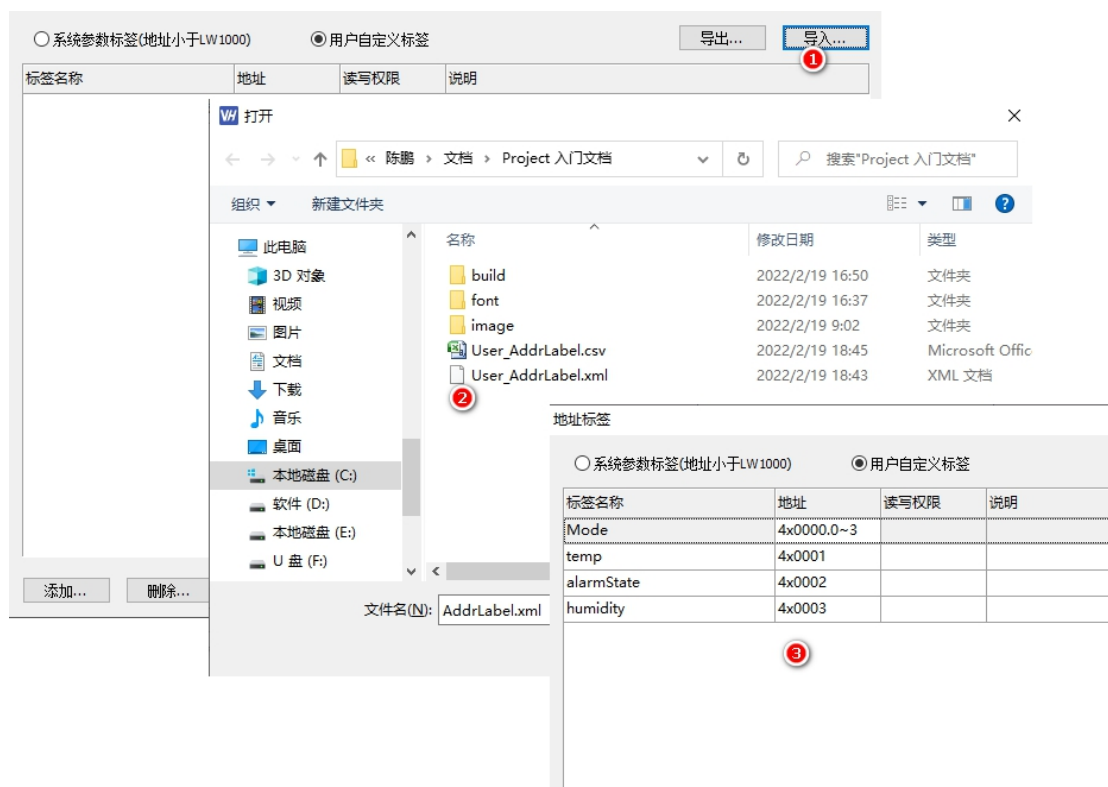 系统参数标签(地址小于LW1000) 用户自定义标签 导出... 导入...
1
标签名称 地址 读写权限 说明
VH 打开
« 陈鹏 › 文档 › Project 入门文档 搜索"Project 入门文档"
组织 新建文件夹
名称 修改日期 类型
此电脑
3D 对象
视频
图片
文档
下载
音乐
桌面
本地磁盘 (C:)
软件 (D:)
本地磁盘 (E:)
U 盘 (F:)
build 2022/2/19 16:50 文件夹
font 2022/2/19 16:37 文件夹
image 2022/2/19 9:02 文件夹
User_AddrLabel.csv 2022/2/19 18:45 Microsoft Offic
User_AddrLabel.xml 2022/2/19 18:43 XML 文档
2
添加... 删除...
文件名(N): AddrLabel.xml
地址标签
系统参数标签(地址小于LW1000) 用户自定义标签
标签名称 地址 读写权限 说明
Mode 4x0000.0~3
temp 4x0001
alarmState 4x0002
humidity 4x0003
3